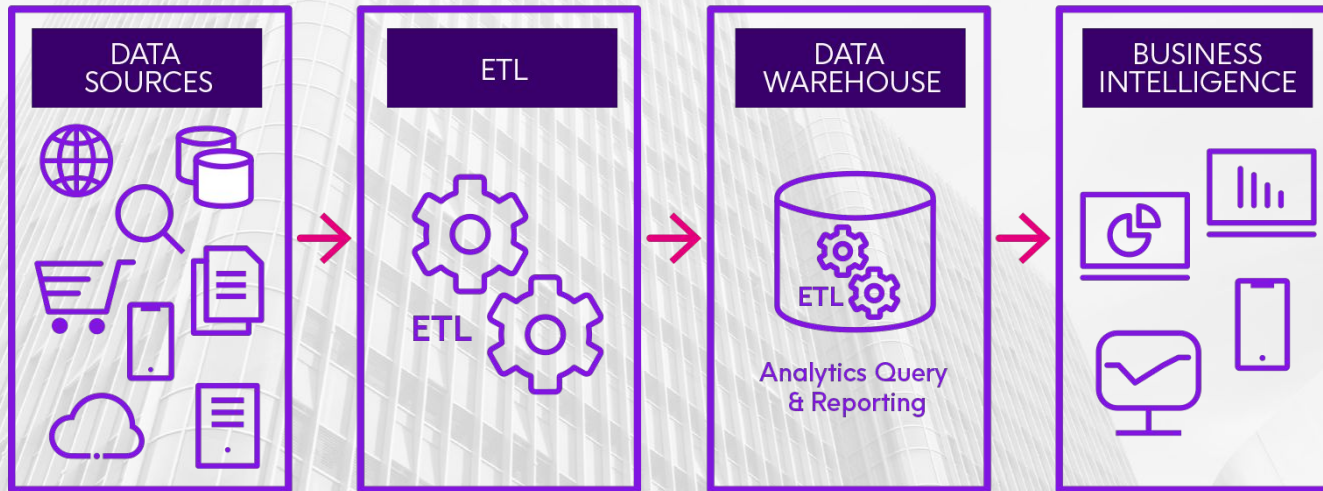 DATA
SOURCES
ETL
ETL
DATA
WAREHOUSE
ETL
Analytics Query
& Reporting
BUSINESS
INTELLIGENCE